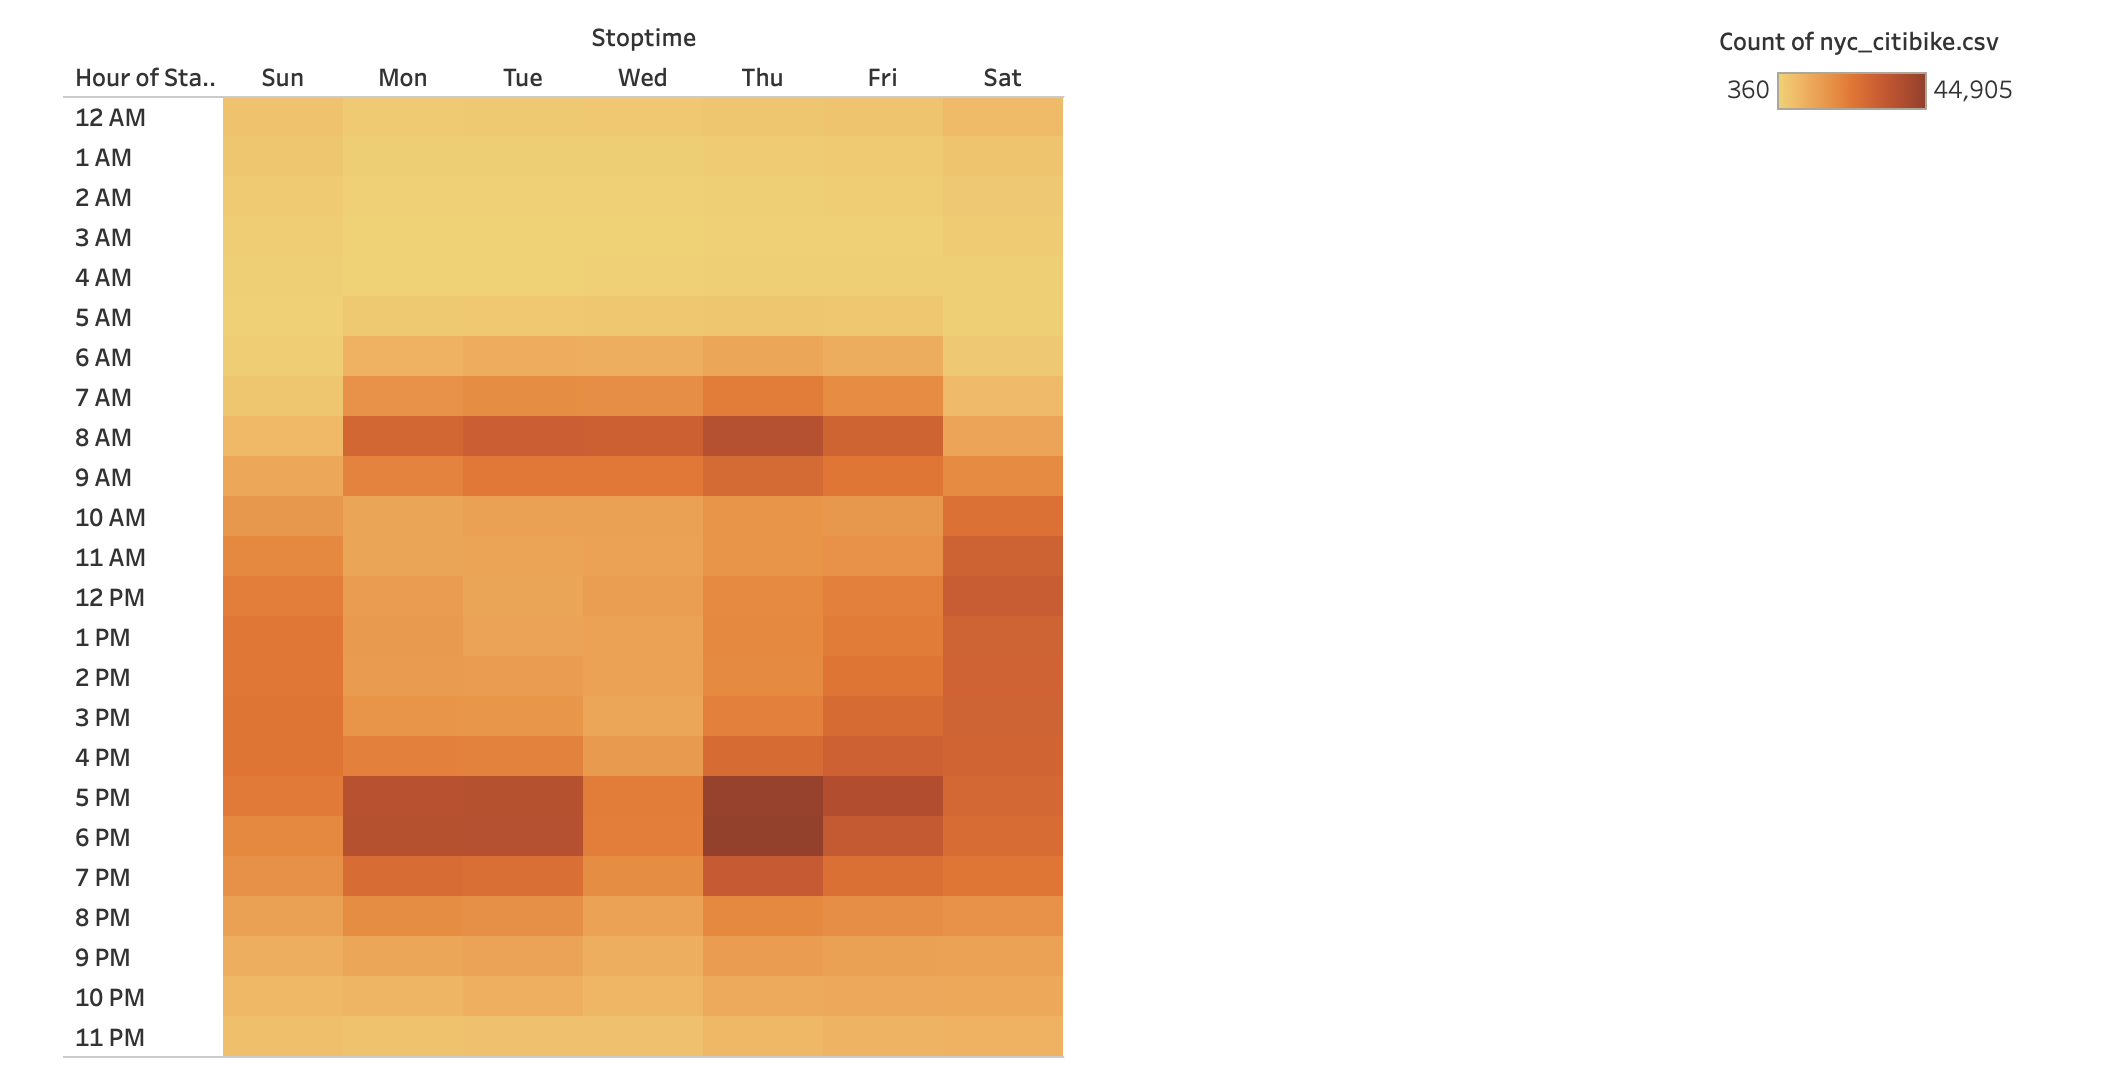 Stoptime
Hour of Sta.. Sun Mon Tue Wed Thu Fri Sat
12 AM
1 AM
2 AM
3 AM
4 AM
5 AM
6 AM
7 AM
8 AM
9 AM
10 AM
11 AM
12 PM
1 PM
2 PM
3 PM
4 PM
5 PM
6 PM
7 PM
8 PM
9 PM
10 PM
11 PM
Count of nyc_citibike.csv
360 44,905